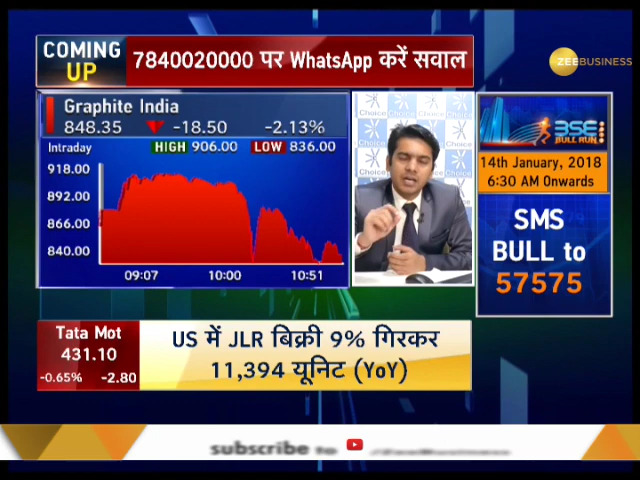 COMING
UP
7840020000 पर WhatsApp करें सवाल
ZEEBUSINESS
Graphite India
848.35 -18.50 -2.13%
Intraday HIGH 906.00 LOW 836.00
918.00
892.00
866.00
840.00
09:07 10:00 10:51
Choice
Choice
BSE
BULL RUN
14th January, 2018
6:30 AM Onwards
SMS
BULL to
57575
Tata Mot
431.10
-0.65% -2.80
US में JLR बिक्री 9% गिरकर
11,394 यूनिट (YoY)
subscribe to